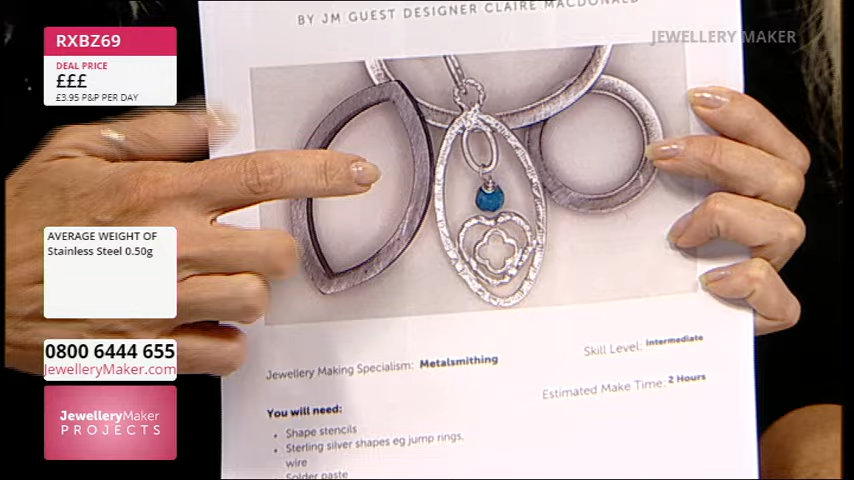 BY JM GUEST DESIGNER CLAIRE MACDONALD
JEWELLERY MAKER
RXBZ69
DEAL PRICE
£££
£3.95 P&P PER DAY
AVERAGE WEIGHT OF
Stainless Steel 0.50g
0800 6444 655
JewelleryMaker.com
JewelleryMaker
PROJECTS
Jewellery Making Specialism: Metalsmithing
Skill Level: Intermediate
Estimated Make Time: 2 Hours
You will need:
• Shape stencils
• Sterling silver shapes eg jump rings,
wire
Solder paste